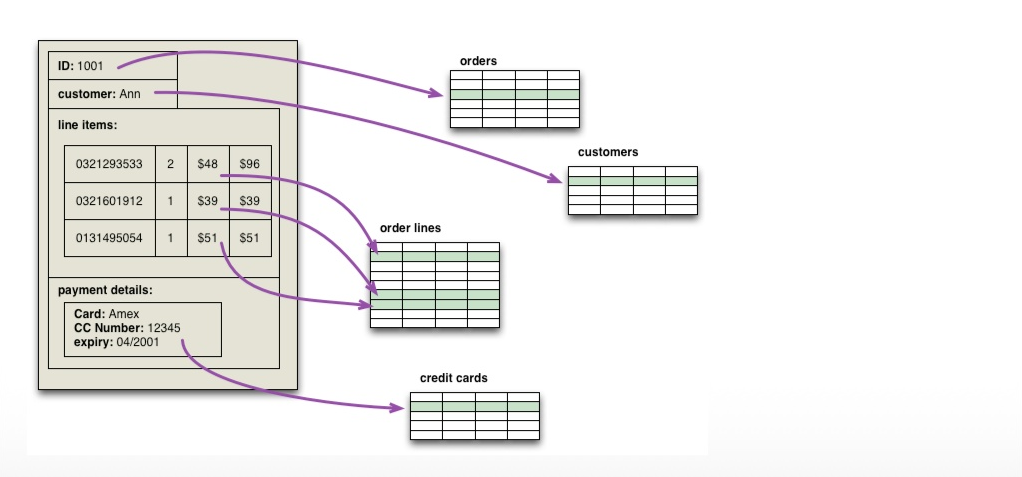 ID: 1001
customer: Ann
line items:
0321293533 2 $48 $96
0321601912 1 $39 $39
0131495054 1 $51 $51
payment details:
Card: Amex
CC Number: 12345
expiry: 04/2001
orders
customers
order lines
credit cards